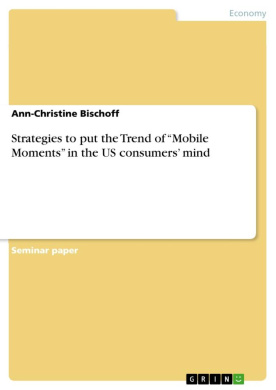 Economy
Ann-Christine Bischoff
Strategies to put the Trend of “Mobile
Moments” in the US consumers’ mind
Seminar paper
GRIN